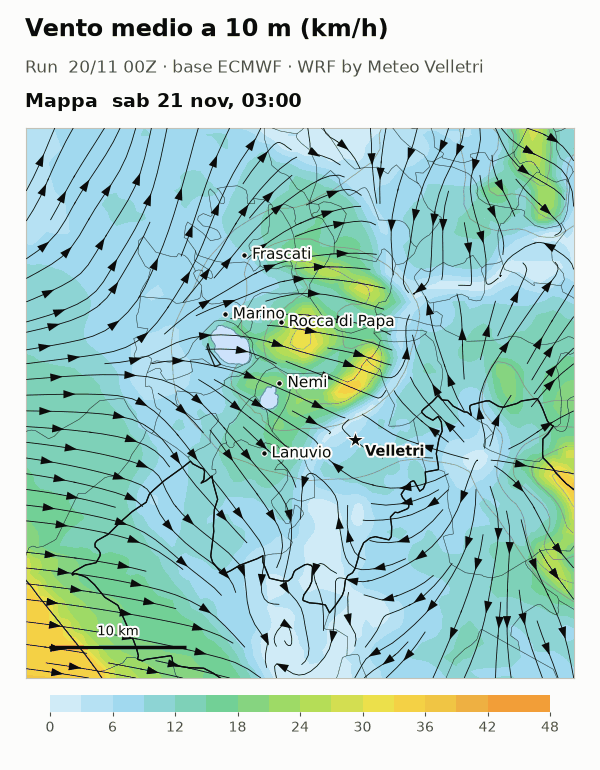 Vento medio a 10 m (km/h)
Run  20/11 00Z · base ECMWF · WRF by Meteo Velletri
Mappa  sab 21 nov, 03:00
Frascati
Marino
Rocca di Papa
Nemi
Velletri
Lanuvio
10 km
0 6 12 18 24 30 36 42 48